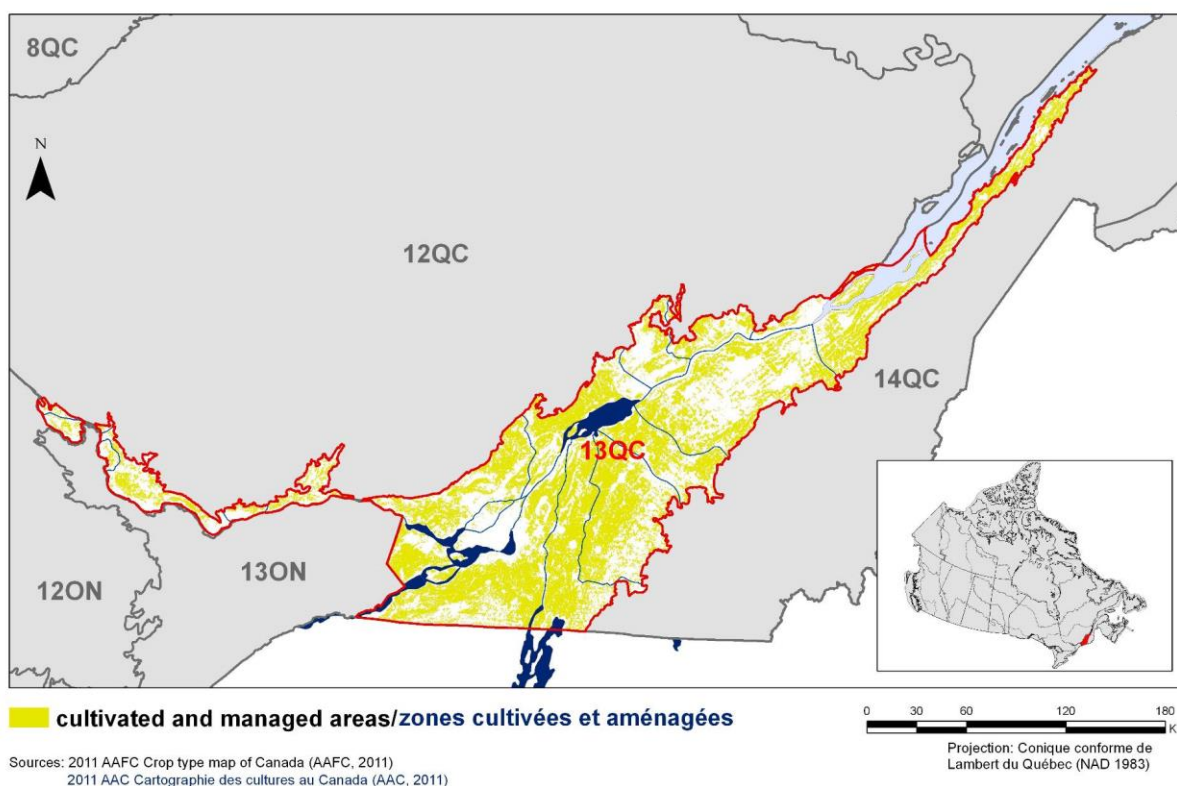 8QC
N
12QC
14QC
13QC
13ON
12ON
cultivated and managed areas/zones cultivées et aménagées
0 30 60 120 180
K
Sources: 2011 AAFC Crop type map of Canada (AAFC, 2011)
2011 AAC Cartographie des cultures au Canada (AAC, 2011)
Projection: Conique conforme de
Lambert du Québec (NAD 1983)